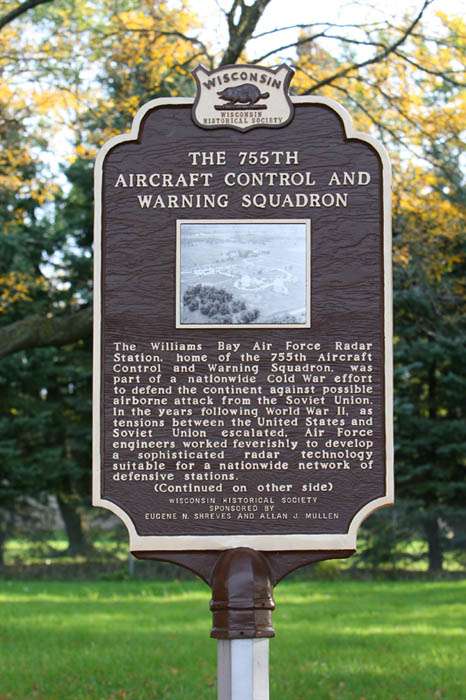 WISCONSIN
WISCONSIN
HISTORICAL SOCIETY
THE 755TH
AIRCRAFT CONTROL AND
WARNING SQUADRON
The Williams Bay Air Force Radar
Station, home of the 755th Aircraft
Control and Warning Squadron, was
part of a nationwide Cold War effort
to defend the continent against possible
airborne attack from the Soviet Union.
In the years following World War II, as
tensions between the United States and
Soviet Union escalated, Air Force
engineers worked feverishly to develop
a sophisticated radar technology
suitable for a nationwide network of
defensive stations.
(Continued on other side)
WISCONSIN HISTORICAL SOCIETY
SPONSORED BY
EUGENE N. SHREVES AND ALLAN J. MULLEN